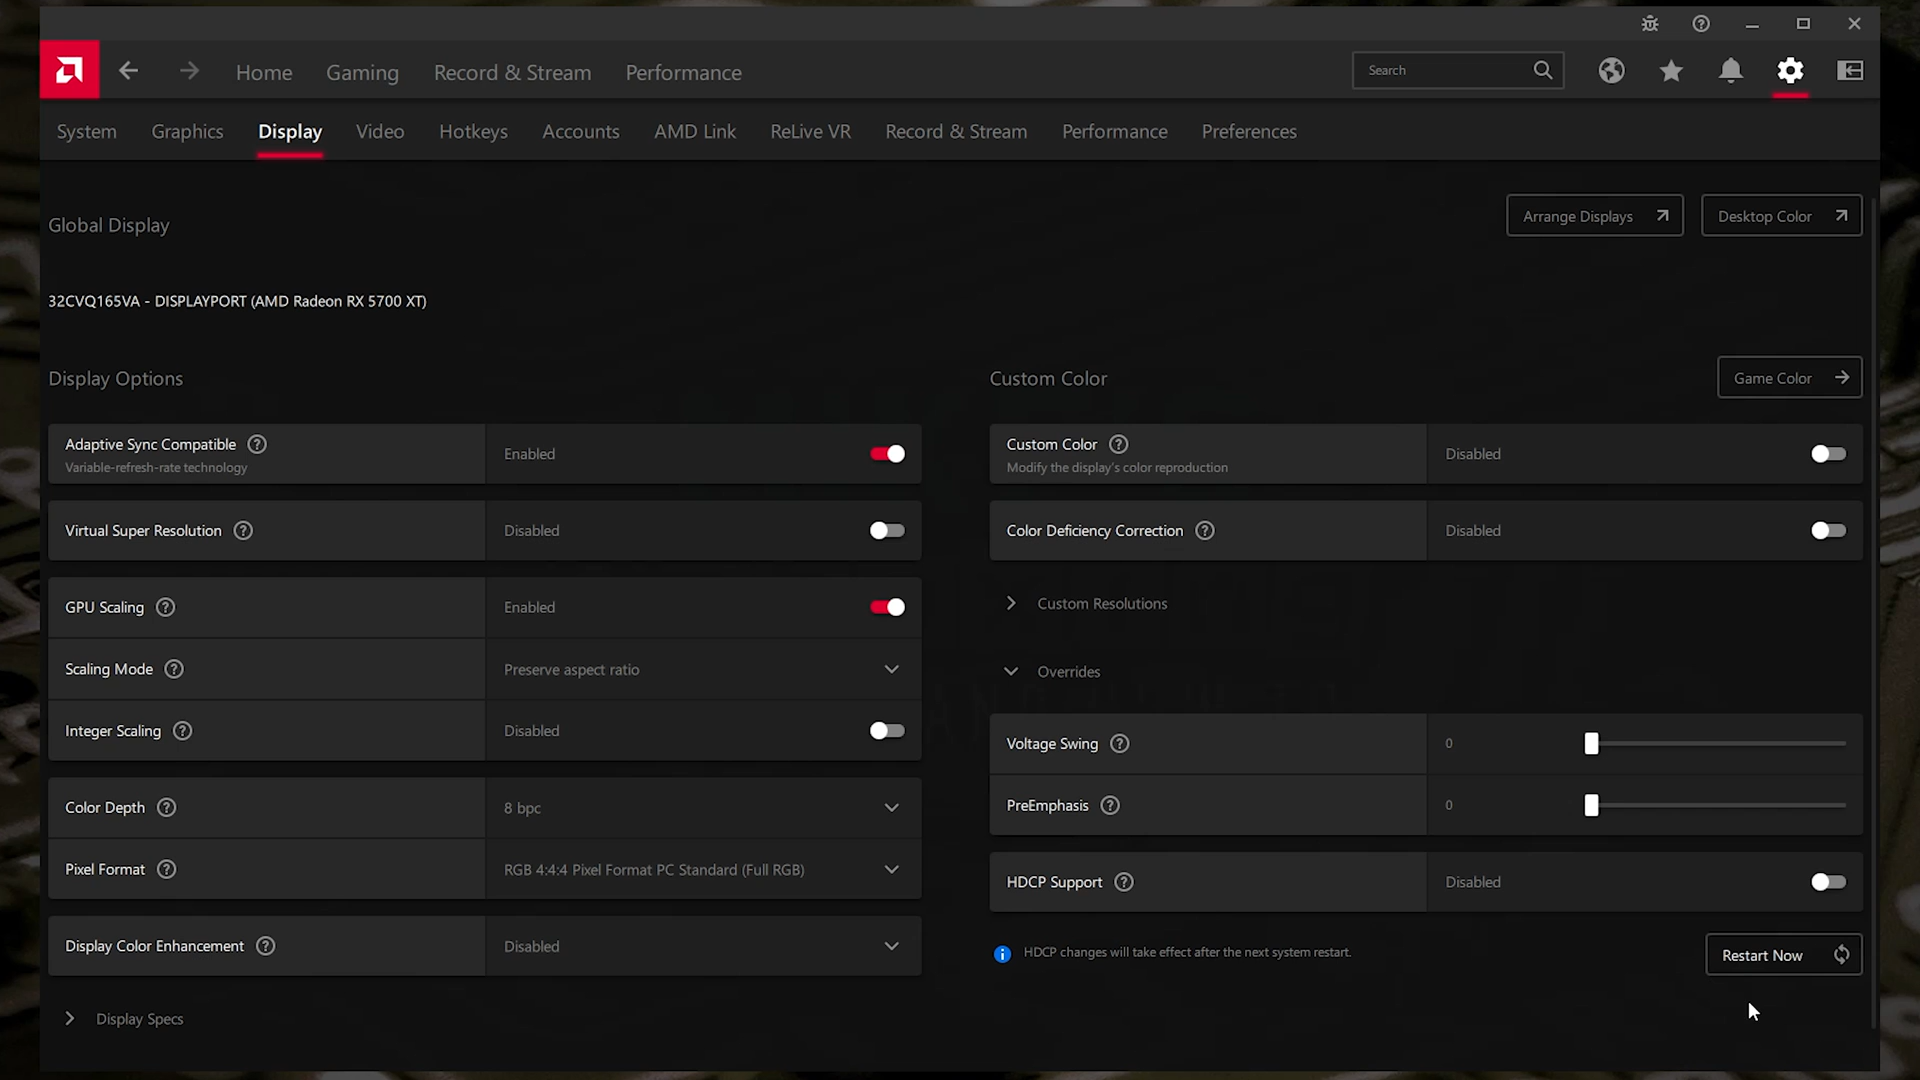 Home Gaming Record & Stream Performance Search
System Graphics Display Video Hotkeys Accounts AMD Link ReLive VR Record & Stream Performance Preferences
Global Display
Arrange Displays
Desktop Color
32CVQ165VA - DISPLAYPORT (AMD Radeon RX 5700 XT)
Display Options
Adaptive Sync Compatible
Variable-refresh-rate technology
Enabled
Virtual Super Resolution
Disabled
GPU Scaling
Enabled
Scaling Mode
Preserve aspect ratio
Integer Scaling
Disabled
Color Depth
8 bpc
Pixel Format
RGB 4:4:4 Pixel Format PC Standard (Full RGB)
Display Color Enhancement
Disabled
Display Specs
Custom Color
Game Color
Custom Color
Modify the display's color reproduction
Disabled
Color Deficiency Correction
Disabled
Custom Resolutions
Overrides
Voltage Swing
0
PreEmphasis
0
HDCP Support
Disabled
HDCP changes will take effect after the next system restart.
Restart Now